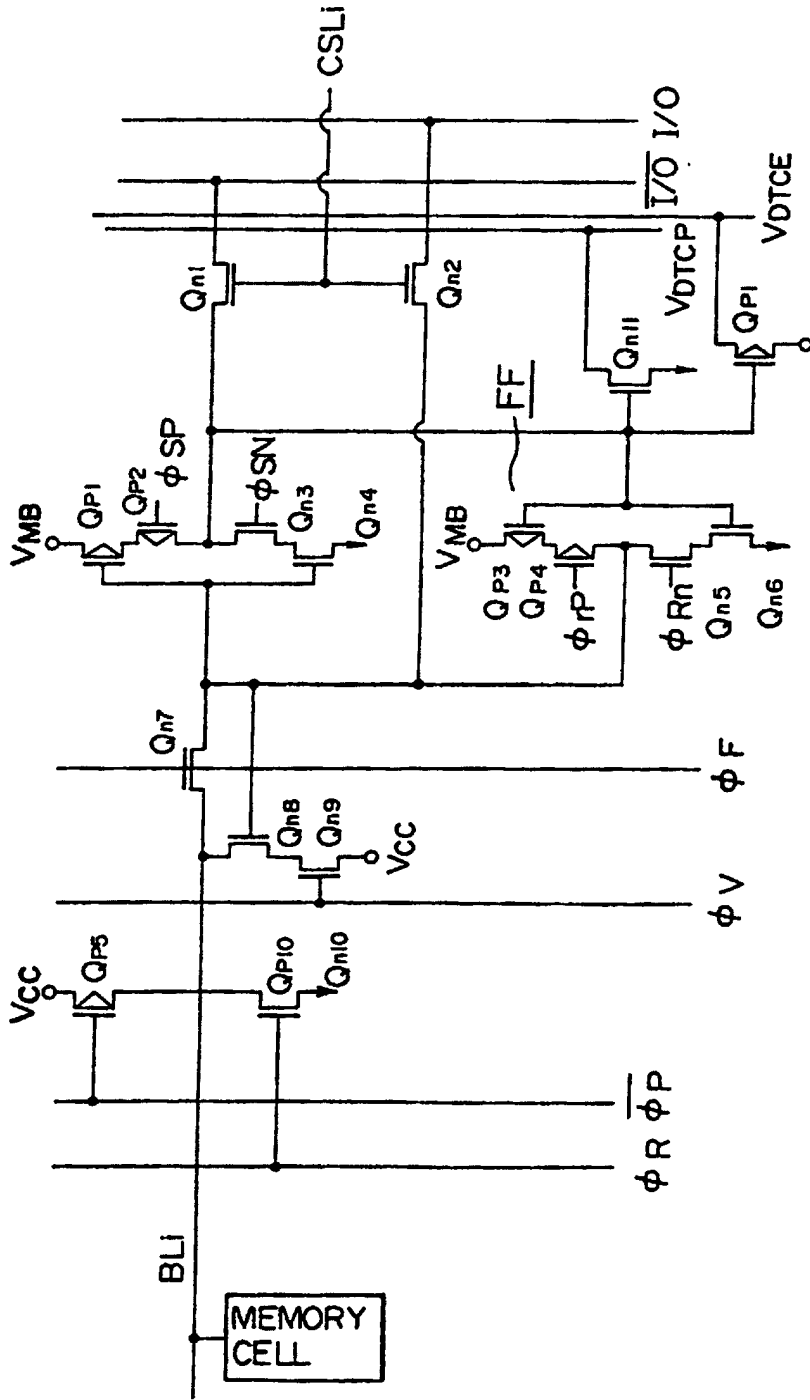 MEMORY
CELL
BLi
φR
φP
VCC
QP5
QP10
Qn10
φV
Qn8
Qn9
VCC
φF
Qn7
VMB
QP1
QP2
φSP
φSN
Qn3
Qn4
VMB
QP3
QP4
φrP
φRn
Qn5
Qn6
FF
Qn1
Qn2
CSLi
Qn11
QP1
VDTCP
VDTCE
I/O
I/O